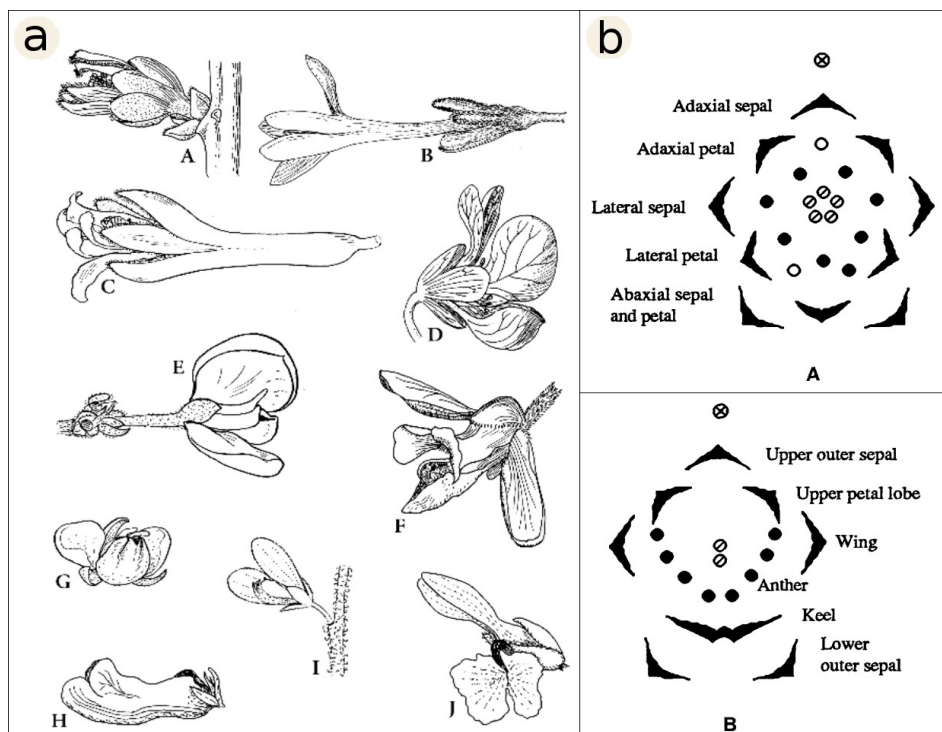 a
A
B
C
D
E
F
G
H
I
J
b
Adaxial sepal
Adaxial petal
Lateral sepal
Lateral petal
Abaxial sepal
and petal
A
Upper outer sepal
Upper petal lobe
Wing
Anther
Keel
Lower
outer sepal
B